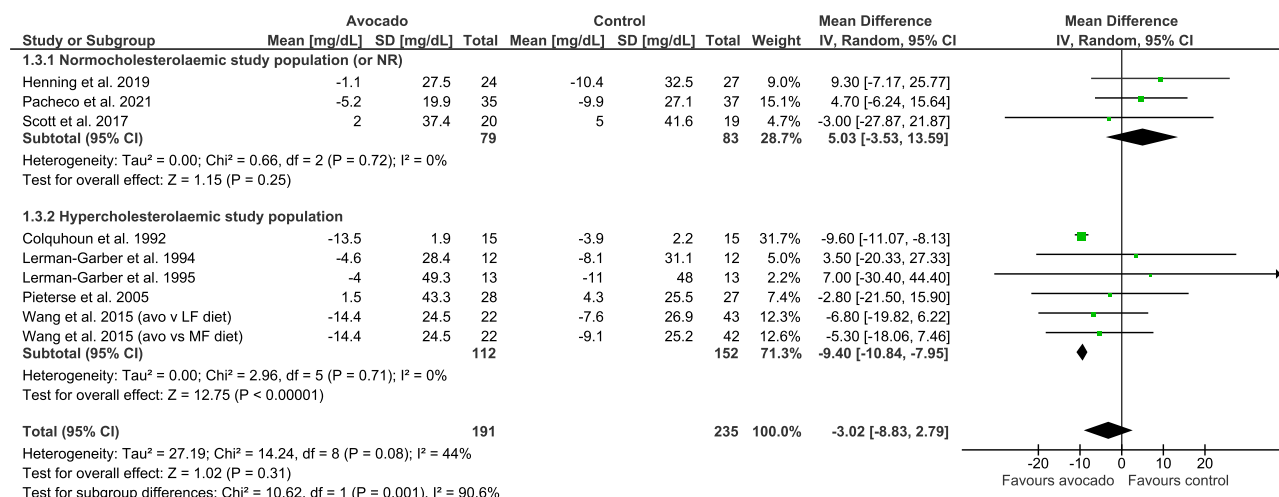 Avocado Control Mean Difference Mean Difference
Study or Subgroup Mean [mg/dL] SD [mg/dL] Total Mean [mg/dL] SD [mg/dL] Total Weight IV, Random, 95% CI IV, Random, 95% CI
1.3.1 Normocholesterolaemic study population (or NR)
Henning et al. 2019 -1.1 27.5 24 -10.4 32.5 27 9.0% 9.30 [-7.17, 25.77]
Pacheco et al. 2021 -5.2 19.9 35 -9.9 27.1 37 15.1% 4.70 [-6.24, 15.64]
Scott et al. 2017 2 37.4 20 5 41.6 19 4.7% -3.00 [-27.87, 21.87]
Subtotal (95% CI) 79 83 28.7% 5.03 [-3.53, 13.59]
Heterogeneity: Tau² = 0.00; Chi² = 0.66, df = 2 (P = 0.72); I² = 0%
Test for overall effect: Z = 1.15 (P = 0.25)
1.3.2 Hypercholesterolaemic study population
Colquhoun et al. 1992 -13.5 1.9 15 -3.9 2.2 15 31.7% -9.60 [-11.07, -8.13]
Lerman-Garber et al. 1994 -4.6 28.4 12 -8.1 31.1 12 5.0% 3.50 [-20.33, 27.33]
Lerman-Garber et al. 1995 -4 49.3 13 -11 48 13 2.2% 7.00 [-30.40, 44.40]
Pieterse et al. 2005 1.5 43.3 28 4.3 25.5 27 7.4% -2.80 [-21.50, 15.90]
Wang et al. 2015 (avo v LF diet) -14.4 24.5 22 -7.6 26.9 43 12.3% -6.80 [-19.82, 6.22]
Wang et al. 2015 (avo vs MF diet) -14.4 24.5 22 -9.1 25.2 42 12.6% -5.30 [-18.06, 7.46]
Subtotal (95% CI) 112 152 71.3% -9.40 [-10.84, -7.95]
Heterogeneity: Tau² = 0.00; Chi² = 2.96, df = 5 (P = 0.71); I² = 0%
Test for overall effect: Z = 12.75 (P < 0.00001)
Total (95% CI) 191 235 100.0% -3.02 [-8.83, 2.79]
Heterogeneity: Tau² = 27.19; Chi² = 14.24, df = 8 (P = 0.08); I² = 44%
-20 -10 0 10 20
Test for overall effect: Z = 1.02 (P = 0.31)
Favours avocado Favours control
Test for subgroup differences: Chi² = 10.62, df = 1 (P = 0.001), I² = 90.6%